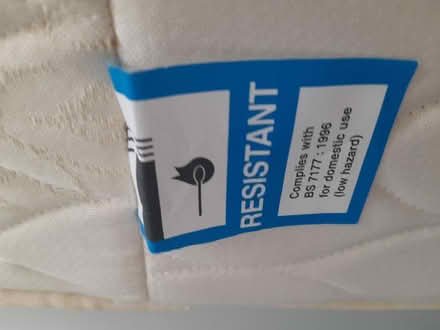 RESISTANT
Complies with
BS 7177 : 1996
for domestic use
(low hazard)